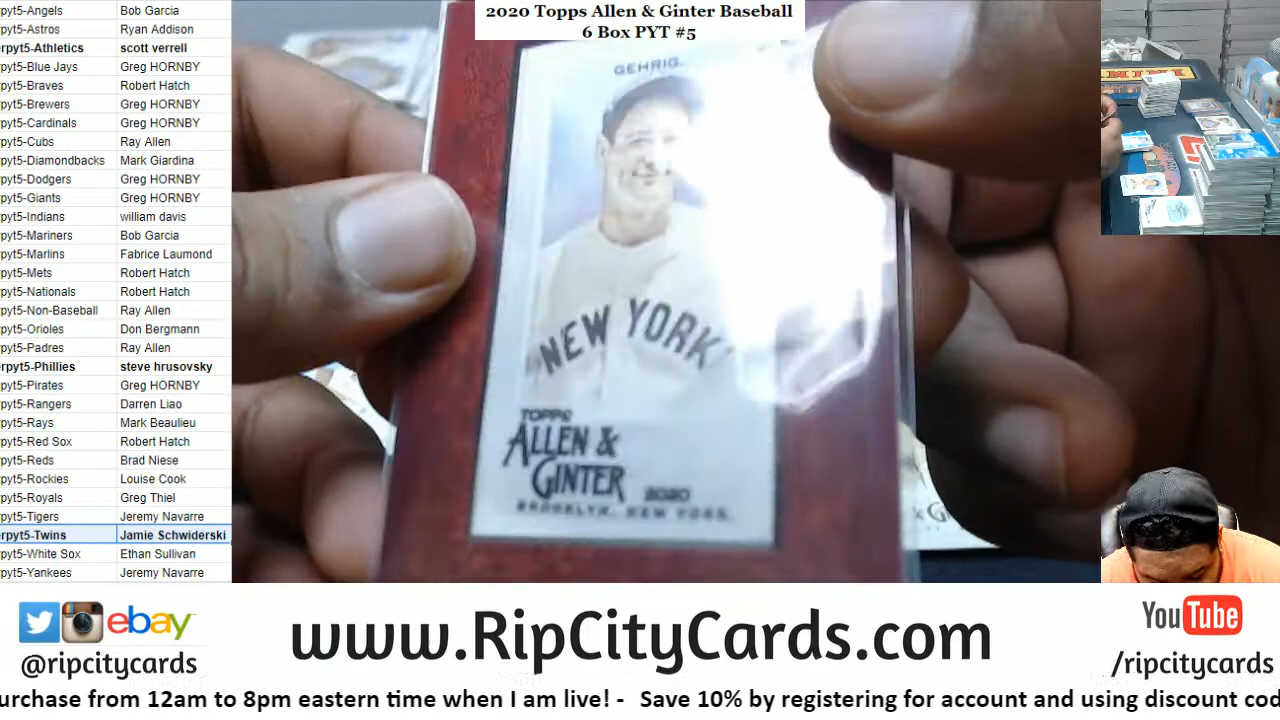 2020 Topps Allen & Ginter Baseball
6 Box PYT #5
pyt5-Angels Bob Garcia
pyt5-Astros Ryan Addison
rpyt5-Athletics scott verrell
pyt5-Blue Jays Greg HORNBY
pyt5-Braves Robert Hatch
pyt5-Brewers Greg HORNBY
pyt5-Cardinals Greg HORNBY
pyt5-Cubs Ray Allen
pyt5-Diamondbacks Mark Giardina
pyt5-Dodgers Greg HORNBY
pyt5-Giants Greg HORNBY
pyt5-Indians william davis
pyt5-Mariners Bob Garcia
pyt5-Marlins Fabrice Laumond
pyt5-Mets Robert Hatch
pyt5-Nationals Robert Hatch
pyt5-Non-Baseball Ray Allen
pyt5-Orioles Don Bergmann
pyt5-Padres Ray Allen
rpyt5-Phillies steve hrusovsky
pyt5-Pirates Greg HORNBY
pyt5-Rangers Darren Liao
pyt5-Rays Mark Beaulieu
pyt5-Red Sox Robert Hatch
pyt5-Reds Brad Niese
pyt5-Rockies Louise Cook
pyt5-Royals Greg Thiel
pyt5-Tigers Jeremy Navarre
rpyt5-Twins Jamie Schwiderski
pyt5-White Sox Ethan Sullivan
pyt5-Yankees Jeremy Navarre
GEHRIG
NEW YORK
TOPPS
ALLEN &
GINTER
2020
BROOKLYN, NEW YORK
ebay
@ripcitycards
www.RipCityCards.com
YouTube
/ripcitycards
urchase from 12am to 8pm eastern time when I am live! - Save 10% by registering for account and using discount cod